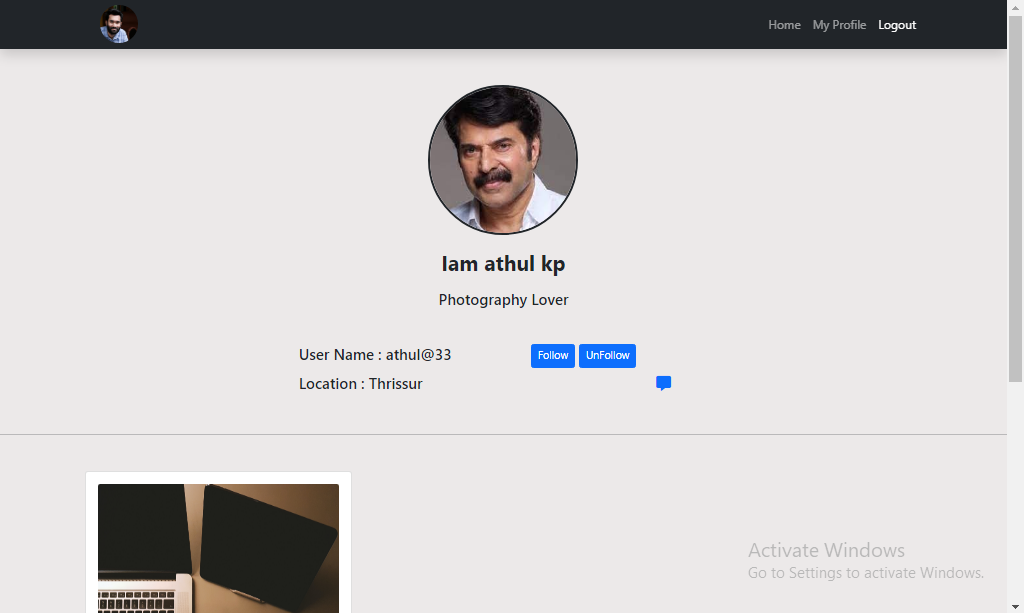 Home My Profile Logout
Iam athul kp
Photography Lover
User Name : athul@33 Follow UnFollow
Location : Thrissur
Activate Windows
Go to Settings to activate Windows.